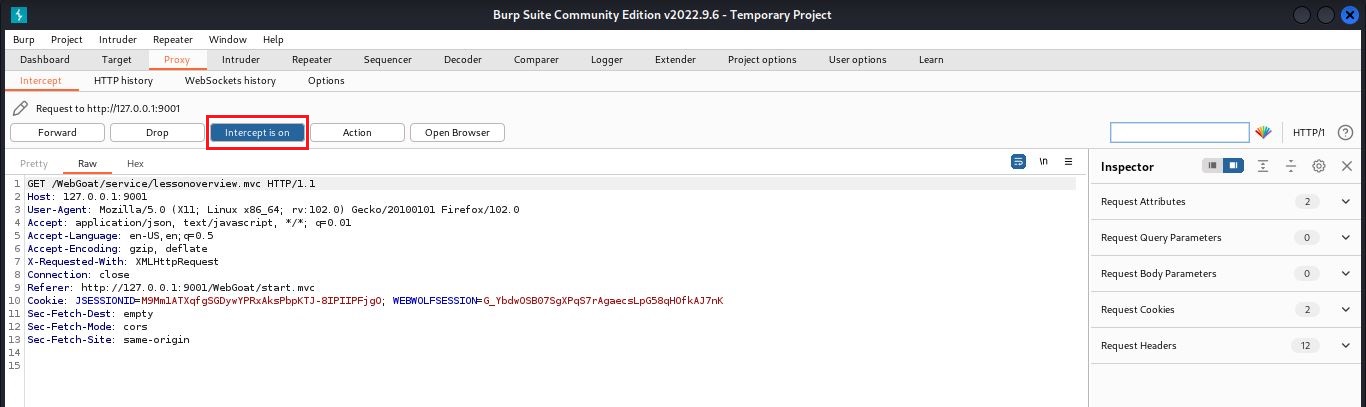 Burp Suite Community Edition v2022.9.6 - Temporary Project
Burp Project Intruder Repeater Window Help
Dashboard Target Proxy Intruder Repeater Sequencer Decoder Comparer Logger Extender Project options User options Learn
Intercept HTTP history WebSockets history Options
Request to http://127.0.0.1:9001
Forward Drop Intercept is on Action Open Browser HTTP/1 ?
Pretty Raw Hex \n Inspector
1 GET /WebGoat/service/lessonoverview.mvc HTTP/1.1
2 Host: 127.0.0.1:9001
3 User-Agent: Mozilla/5.0 (X11; Linux x86_64; rv:102.0) Gecko/20100101 Firefox/102.0
4 Accept: application/json, text/javascript, */*; q=0.01
5 Accept-Language: en-US,en;q=0.5
6 Accept-Encoding: gzip, deflate
7 X-Requested-With: XMLHttpRequest
8 Connection: close
9 Referer: http://127.0.0.1:9001/WebGoat/start.mvc
10 Cookie: JSESSIONID=M9Mm1ATXqfgSGDywYPRxAksPbpKTJ-8IPIIPFjgO; WEBWOLFSESSION=G_YbdwOSB07SgXPqS7rAgaecsLpG58qHOfkAJ7nK
11 Sec-Fetch-Dest: empty
12 Sec-Fetch-Mode: cors
13 Sec-Fetch-Site: same-origin
14
15
Request Attributes 2
Request Query Parameters 0
Request Body Parameters 0
Request Cookies 2
Request Headers 12